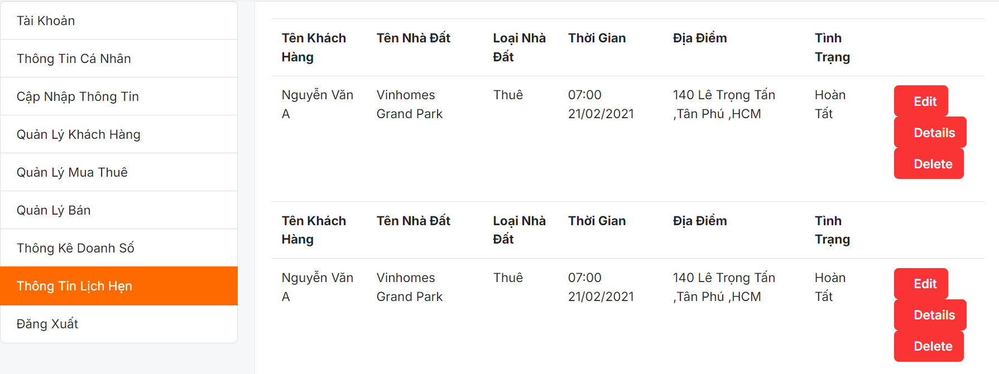 Tài Khoản
Thông Tin Cá Nhân
Cập Nhập Thông Tin
Quản Lý Khách Hàng
Quản Lý Mua Thuê
Quản Lý Bán
Thông Kê Doanh Số
Thông Tin Lịch Hẹn
Đăng Xuất
Tên Khách Tên Nhà Đất Loại Nhà Thời Gian Địa Điểm Tình
Hàng Đất Trạng
Nguyễn Văn Vinhomes Thuê 07:00 140 Lê Trọng Tấn Hoàn
A Grand Park 21/02/2021 ,Tân Phú ,HCM Tất
Edit
Details
Delete
Tên Khách Tên Nhà Đất Loại Nhà Thời Gian Địa Điểm Tình
Hàng Đất Trạng
Nguyễn Văn Vinhomes Thuê 07:00 140 Lê Trọng Tấn Hoàn
A Grand Park 21/02/2021 ,Tân Phú ,HCM Tất
Edit
Details
Delete